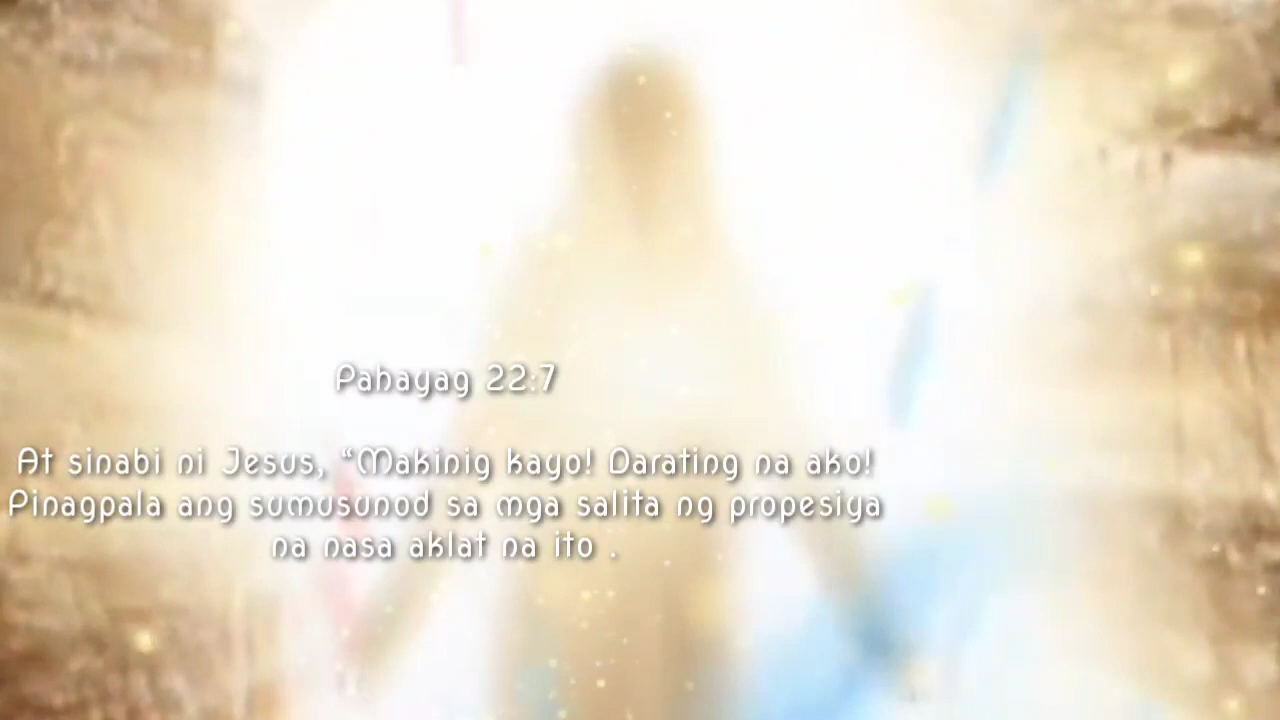 Pahayag 22:7
At sinabi ni Jesus, “Makinig kayo! Darating na ako!
Pinagpala ang sumusunod sa mga salita ng propesiya
na nasa aklat na ito .